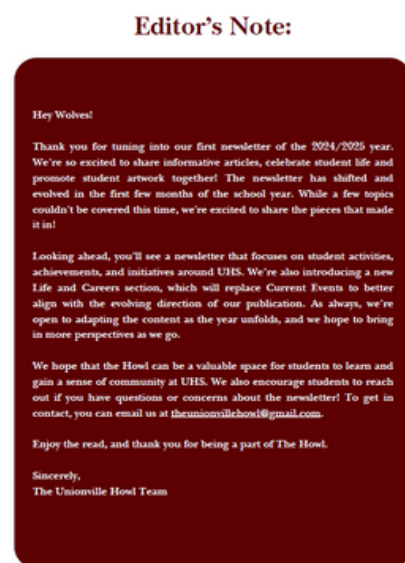 Editor's Note:
Hey Wolves!
Thank you for tuning into our first newsletter of the 2024/2025 year.
We're so excited to share informative articles, celebrate student life and
promote student artwork together! The newsletter has shifted and
evolved in the first few months of the school year. While a few topics
couldn't be covered this time, we're excited to share the pieces that made
it in!
Looking ahead, you'll see a newsletter that focuses on student activities,
achievements, and initiatives around UHS. We're also introducing a new
Life and Careers section, which will replace Current Events to better
align with the evolving direction of our publication. As always, we're
open to adapting the content as the year unfolds, and we hope to bring
in more perspectives as we go.
We hope that the Howl can be a valuable space for students to learn and
gain a sense of community at UHS. We also encourage students to reach
out if you have questions or concerns about the newsletter! To get in
contact, you can email us at theunionvillehowl@gmail.com.
Enjoy the read, and thank you for being a part of The Howl.
Sincerely,
The Unionville Howl Team